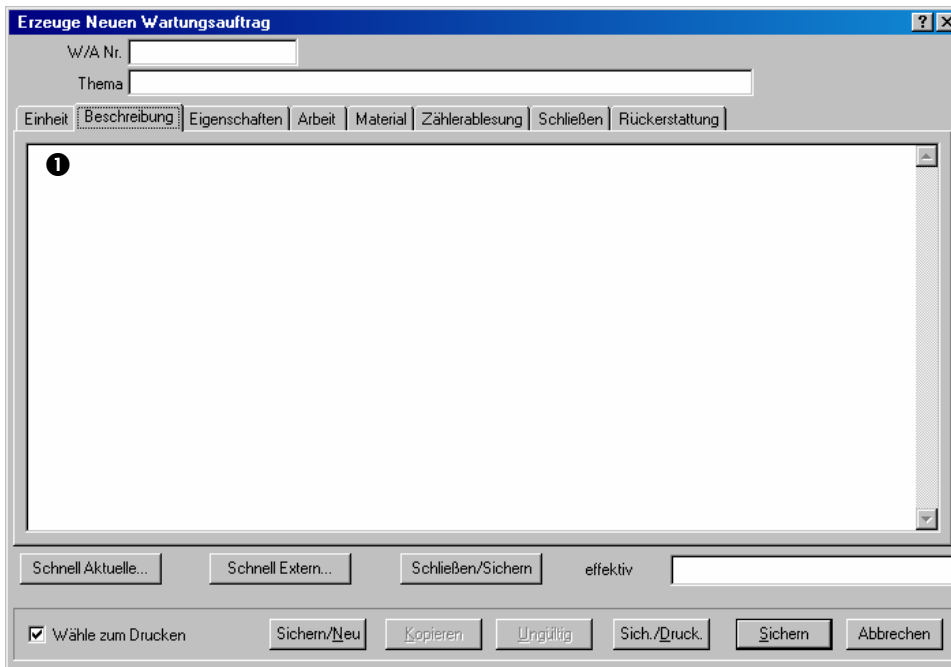 Erzeuge Neuen Wartungsauftrag
W/A Nr.
Thema
Einheit Beschreibung Eigenschaften Arbeit Material Zählerablesung Schließen Rückerstattung
❶
Schnell Aktuelle... Schnell Extern... Schließen/Sichern effektiv
Wähle zum Drucken Sichern/Neu Kopieren Ungültig Sich./Druck. Sichern Abbrechen